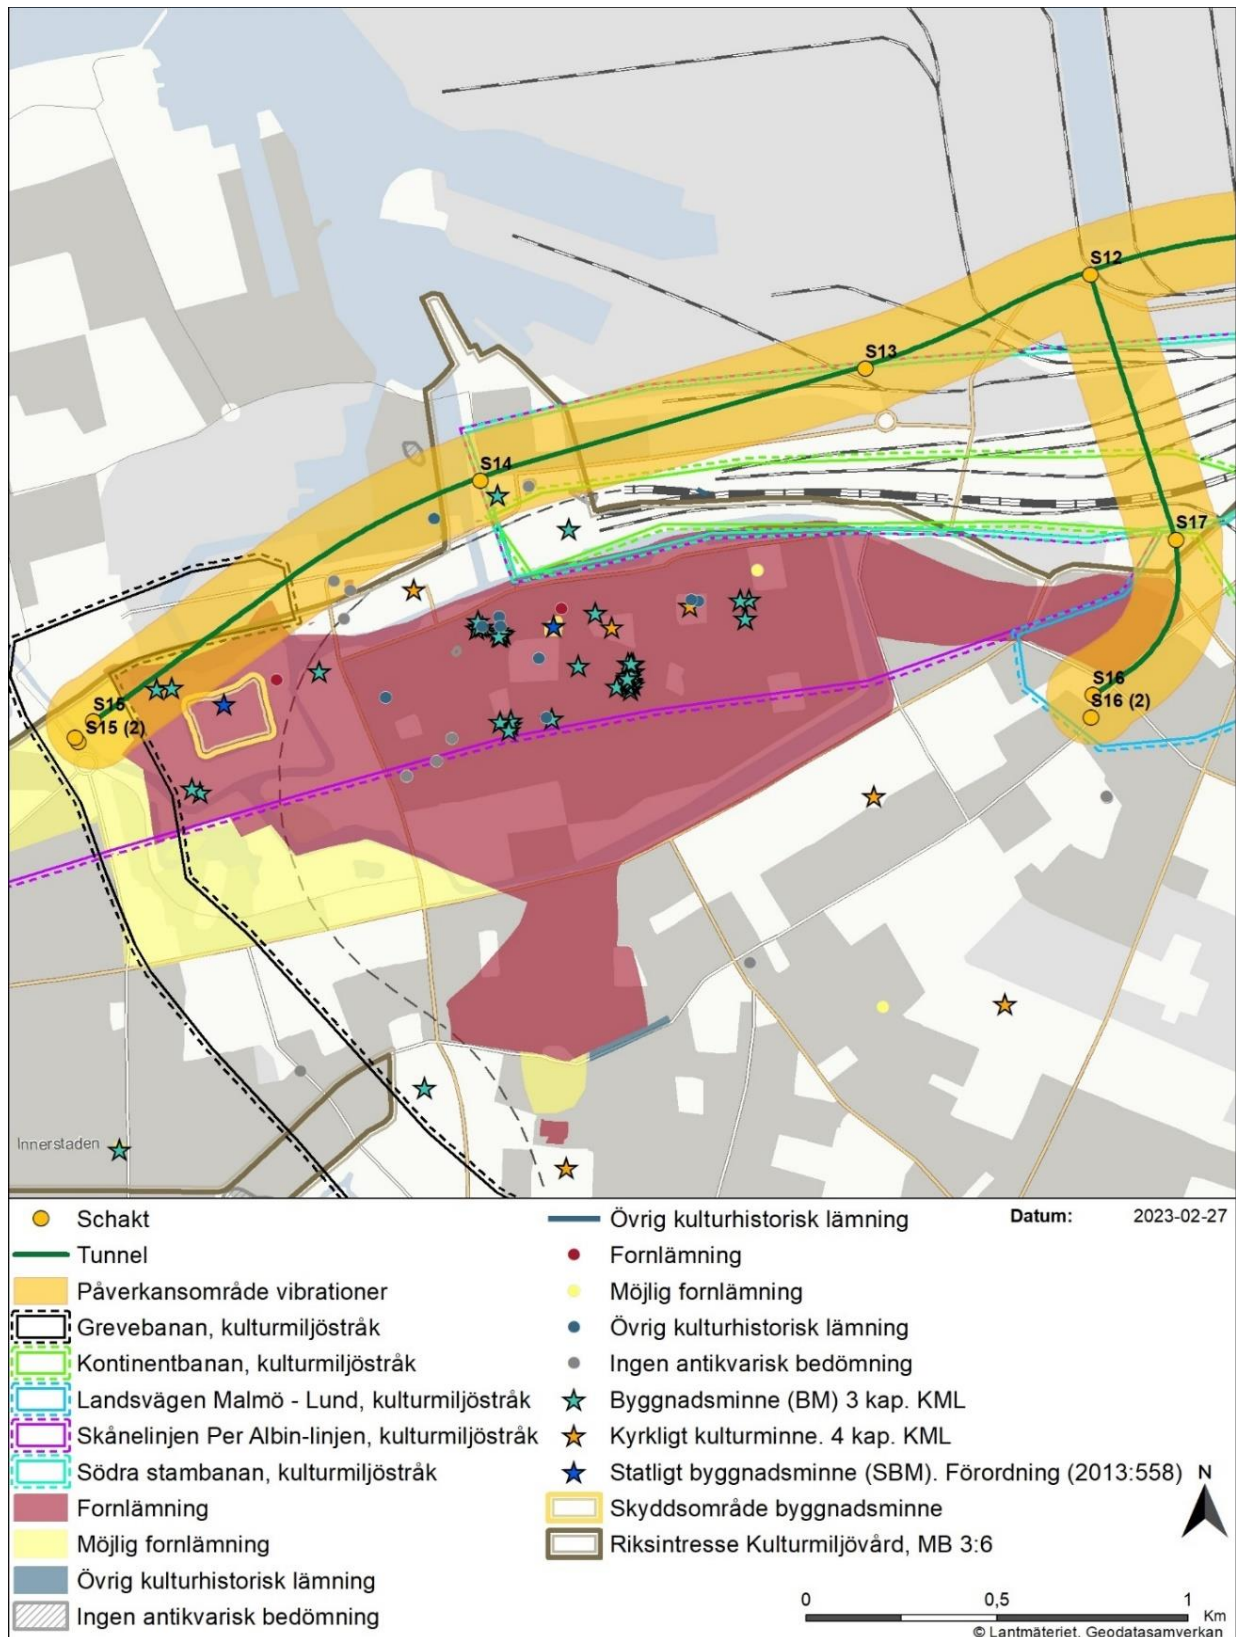 S12
S13
S14
S17
S16
S16 (2)
S15
S15 (2)
Innerstaden
Schakt
Tunnel
Påverkansområde vibrationer
Grevebanan, kulturmiljöstråk
Kontinentbanan, kulturmiljöstråk
Landsvägen Malmö - Lund, kulturmiljöstråk
Skånelinjen Per Albin-linjen, kulturmiljöstråk
Södra stambanan, kulturmiljöstråk
Fornlämning
Möjlig fornlämning
Övrig kulturhistorisk lämning
Ingen antikvarisk bedömning
Övrig kulturhistorisk lämning
Fornlämning
Möjlig fornlämning
Övrig kulturhistorisk lämning
Ingen antikvarisk bedömning
Byggnadsminne (BM) 3 kap. KML
Kyrkligt kulturminne. 4 kap. KML
Statligt byggnadsminne (SBM). Förordning (2013:558)
Skyddsområde byggnadsminne
Riksintresse Kulturmiljövård, MB 3:6
Datum: 2023-02-27
N
0 0,5 1
Km
© Lantmäteriet, Geodatasamverkan